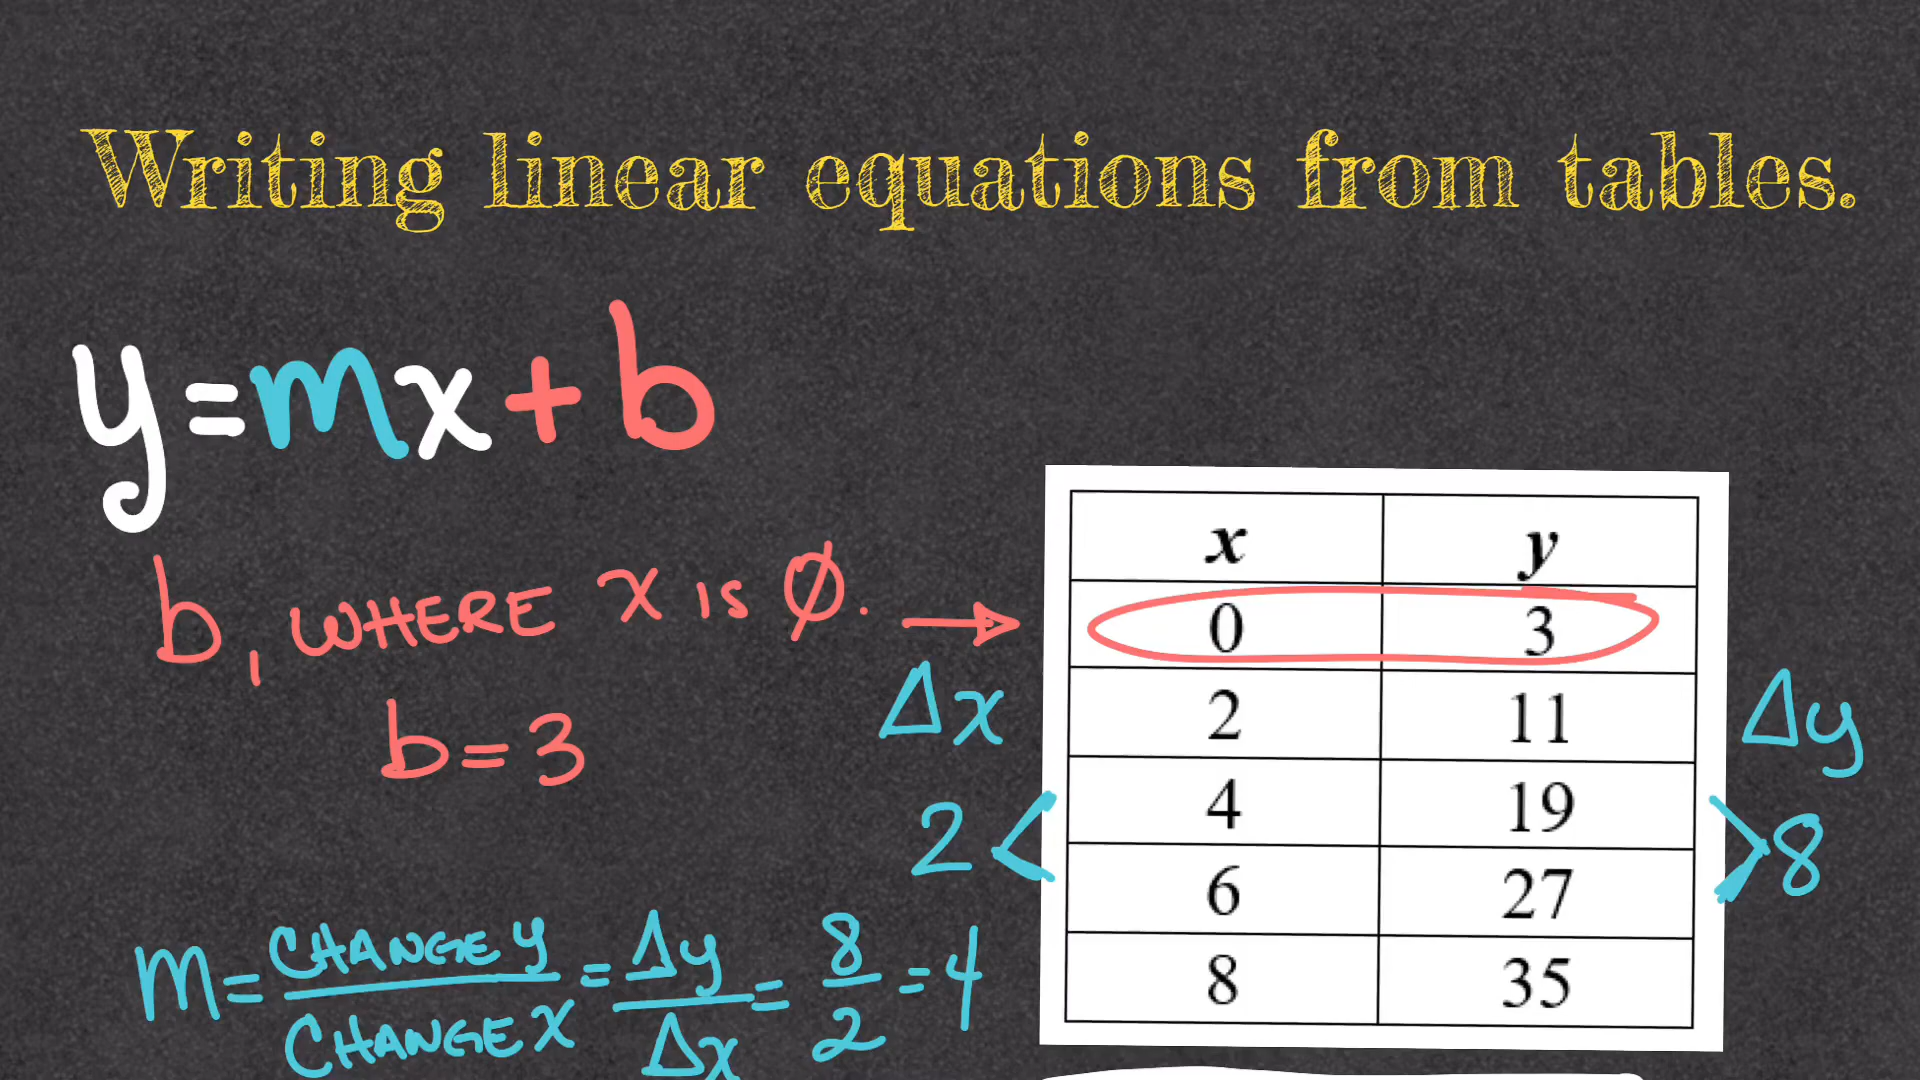 Writing linear equations from tables.
y=mx+b
b, WHERE x IS Ø.
b=3
x y
0 3
2 11
4 19
6 27
8 35
Δx
Δy
2
8
m= CHANGE y / CHANGE X = Δy / Δx = 8 / 2 = 4